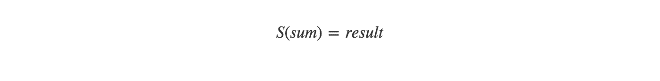 S(sum) = result